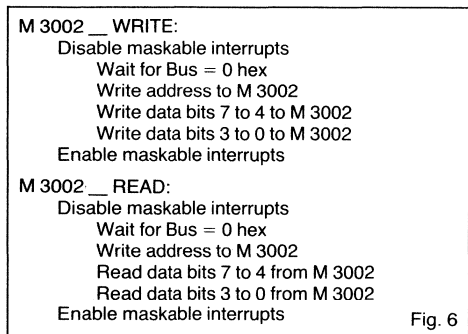 M 3002 __ WRITE:
Disable maskable interrupts
Wait for Bus = 0 hex
Write address to M 3002
Write data bits 7 to 4 to M 3002
Write data bits 3 to 0 to M 3002
Enable maskable interrupts
M 3002 __ READ:
Disable maskable interrupts
Wait for Bus = 0 hex
Write address to M 3002
Read data bits 7 to 4 from M 3002
Read data bits 3 to 0 from M 3002
Enable maskable interrupts
Fig. 6